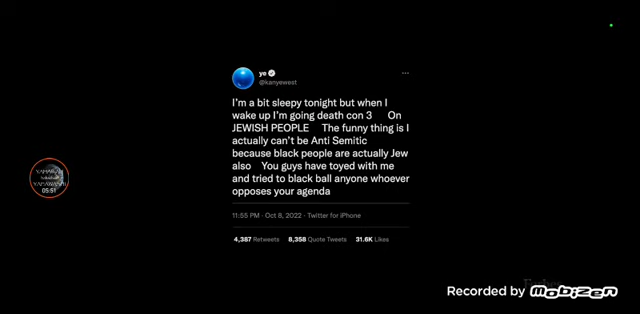 ye
@kanyewest
I'm a bit sleepy tonight but when I
wake up I'm going death con 3 On
JEWISH PEOPLE The funny thing is I
actually can't be Anti Semitic
because black people are actually Jew
also You guys have toyed with me
and tried to black ball anyone whoever
opposes your agenda
11:55 PM · Oct 8, 2022 · Twitter for iPhone
4,387 Retweets 8,358 Quote Tweets 31.6K Likes
05:51
Recorded by Mobizen